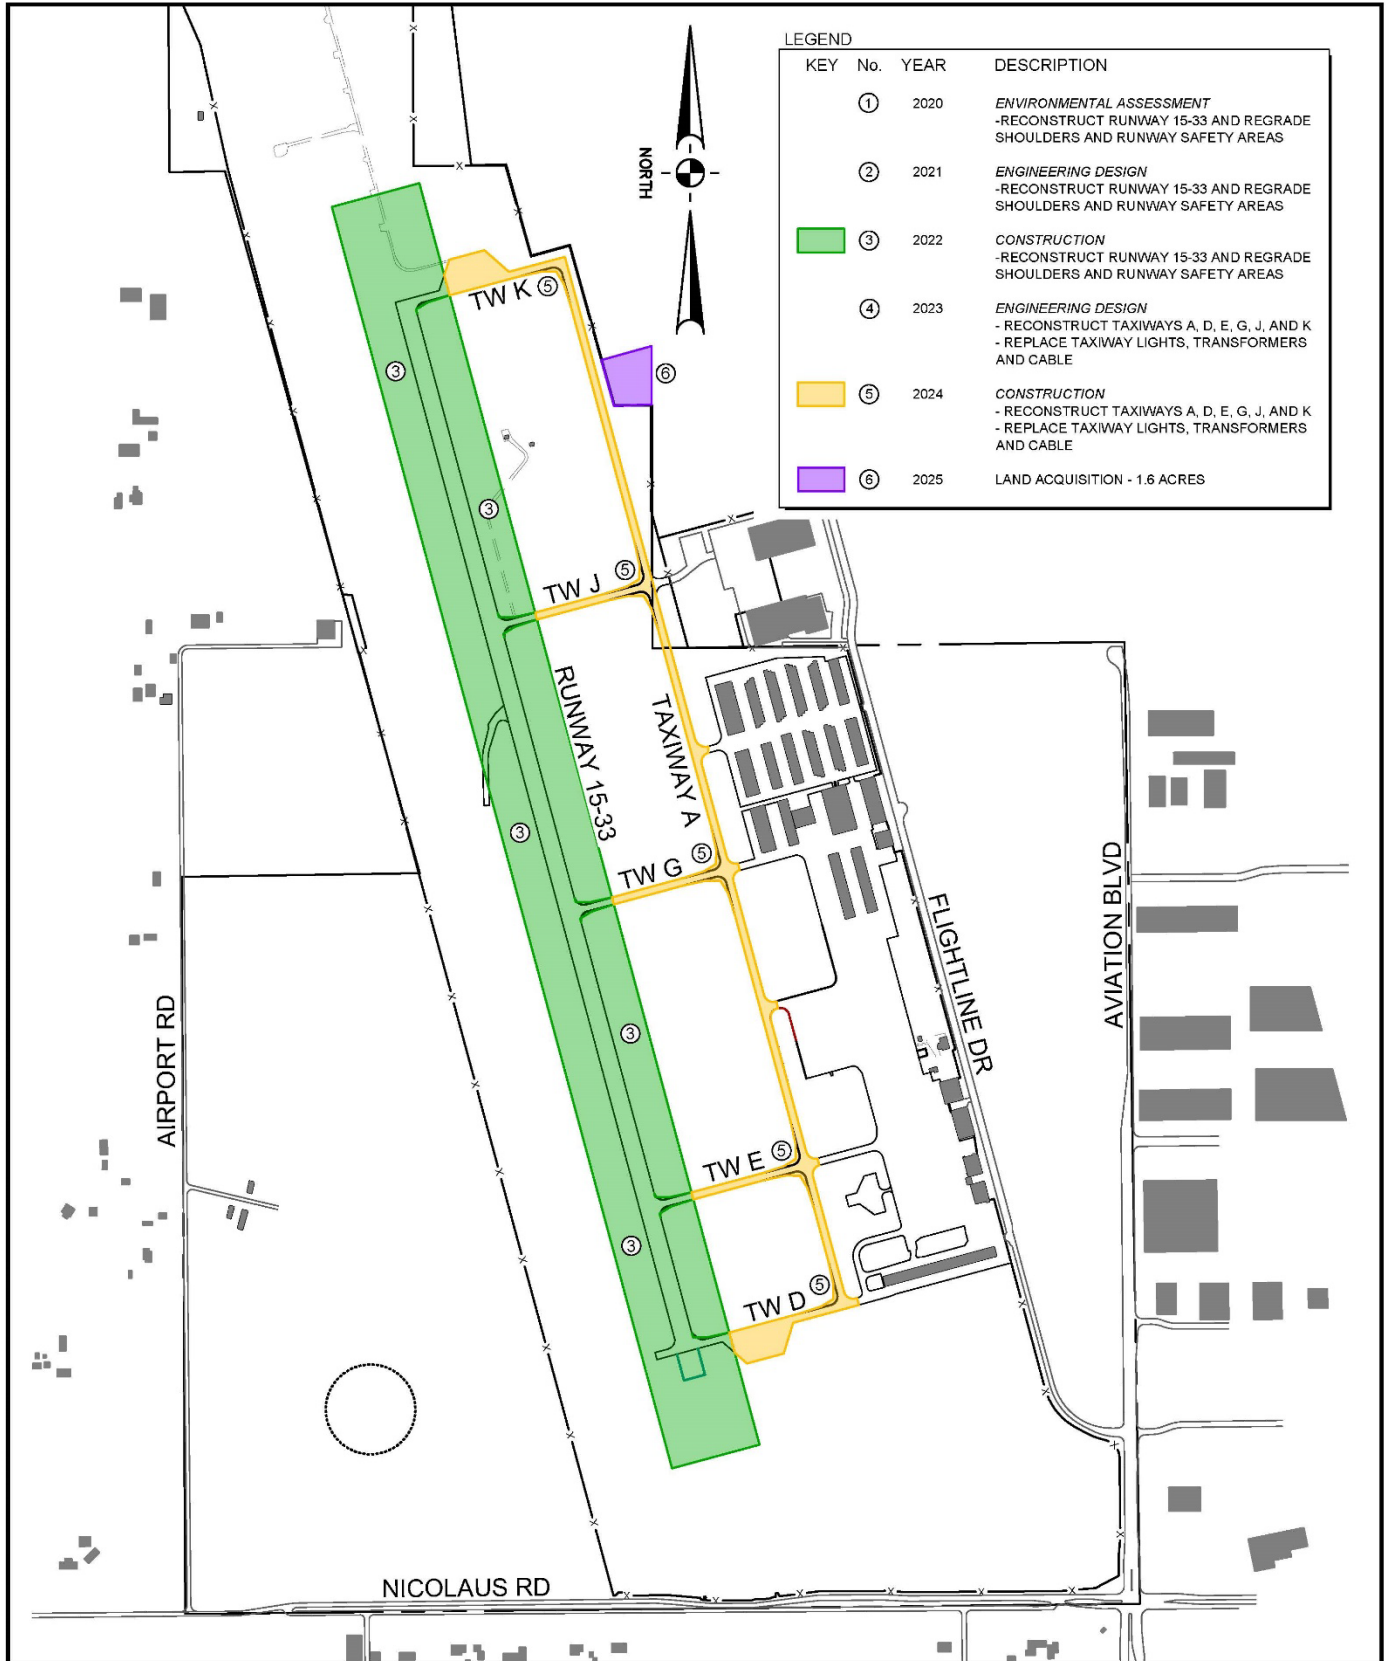 LEGEND
KEY No. YEAR DESCRIPTION
1 2020 ENVIRONMENTAL ASSESSMENT
-RECONSTRUCT RUNWAY 15-33 AND REGRADE
SHOULDERS AND RUNWAY SAFETY AREAS
2 2021 ENGINEERING DESIGN
-RECONSTRUCT RUNWAY 15-33 AND REGRADE
SHOULDERS AND RUNWAY SAFETY AREAS
3 2022 CONSTRUCTION
-RECONSTRUCT RUNWAY 15-33 AND REGRADE
SHOULDERS AND RUNWAY SAFETY AREAS
4 2023 ENGINEERING DESIGN
- RECONSTRUCT TAXIWAYS A, D, E, G, J, AND K
- REPLACE TAXIWAY LIGHTS, TRANSFORMERS
AND CABLE
5 2024 CONSTRUCTION
- RECONSTRUCT TAXIWAYS A, D, E, G, J, AND K
- REPLACE TAXIWAY LIGHTS, TRANSFORMERS
AND CABLE
6 2025 LAND ACQUISITION - 1.6 ACRES
NORTH
TW K 5
3
6
3
TW J 5
RUNWAY 15-33
TAXIWAY A
3
TW G 5
FLIGHTLINE DR
AVIATION BLVD
AIRPORT RD
3
TW E 5
3
TW D 5
NICOLAUS RD